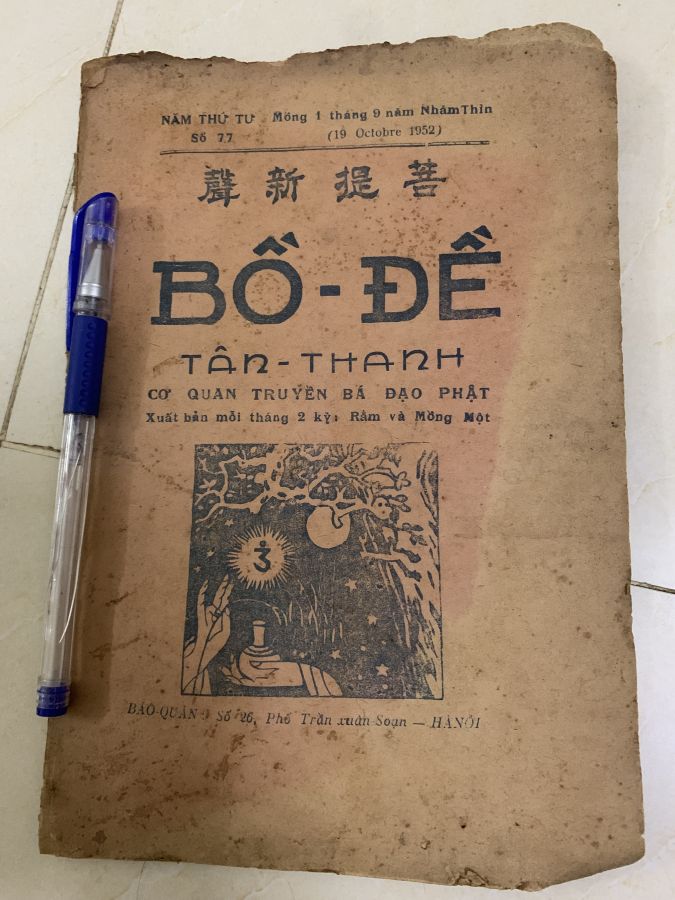 NĂM THỨ TƯ Mồng 1 tháng 9 năm Nhâm Thìn
Số 77 (19 Octobre 1952)
聲新提菩
BỒ-ĐỀ
TÂN-THANH
CƠ QUAN TRUYỀN BÁ ĐẠO PHẬT
Xuất bản mỗi tháng 2 kỳ: Rằm và Mồng Một
BÁO-QUÁN : Số 26, Phố Trần xuân Soạn — HÀNỘI